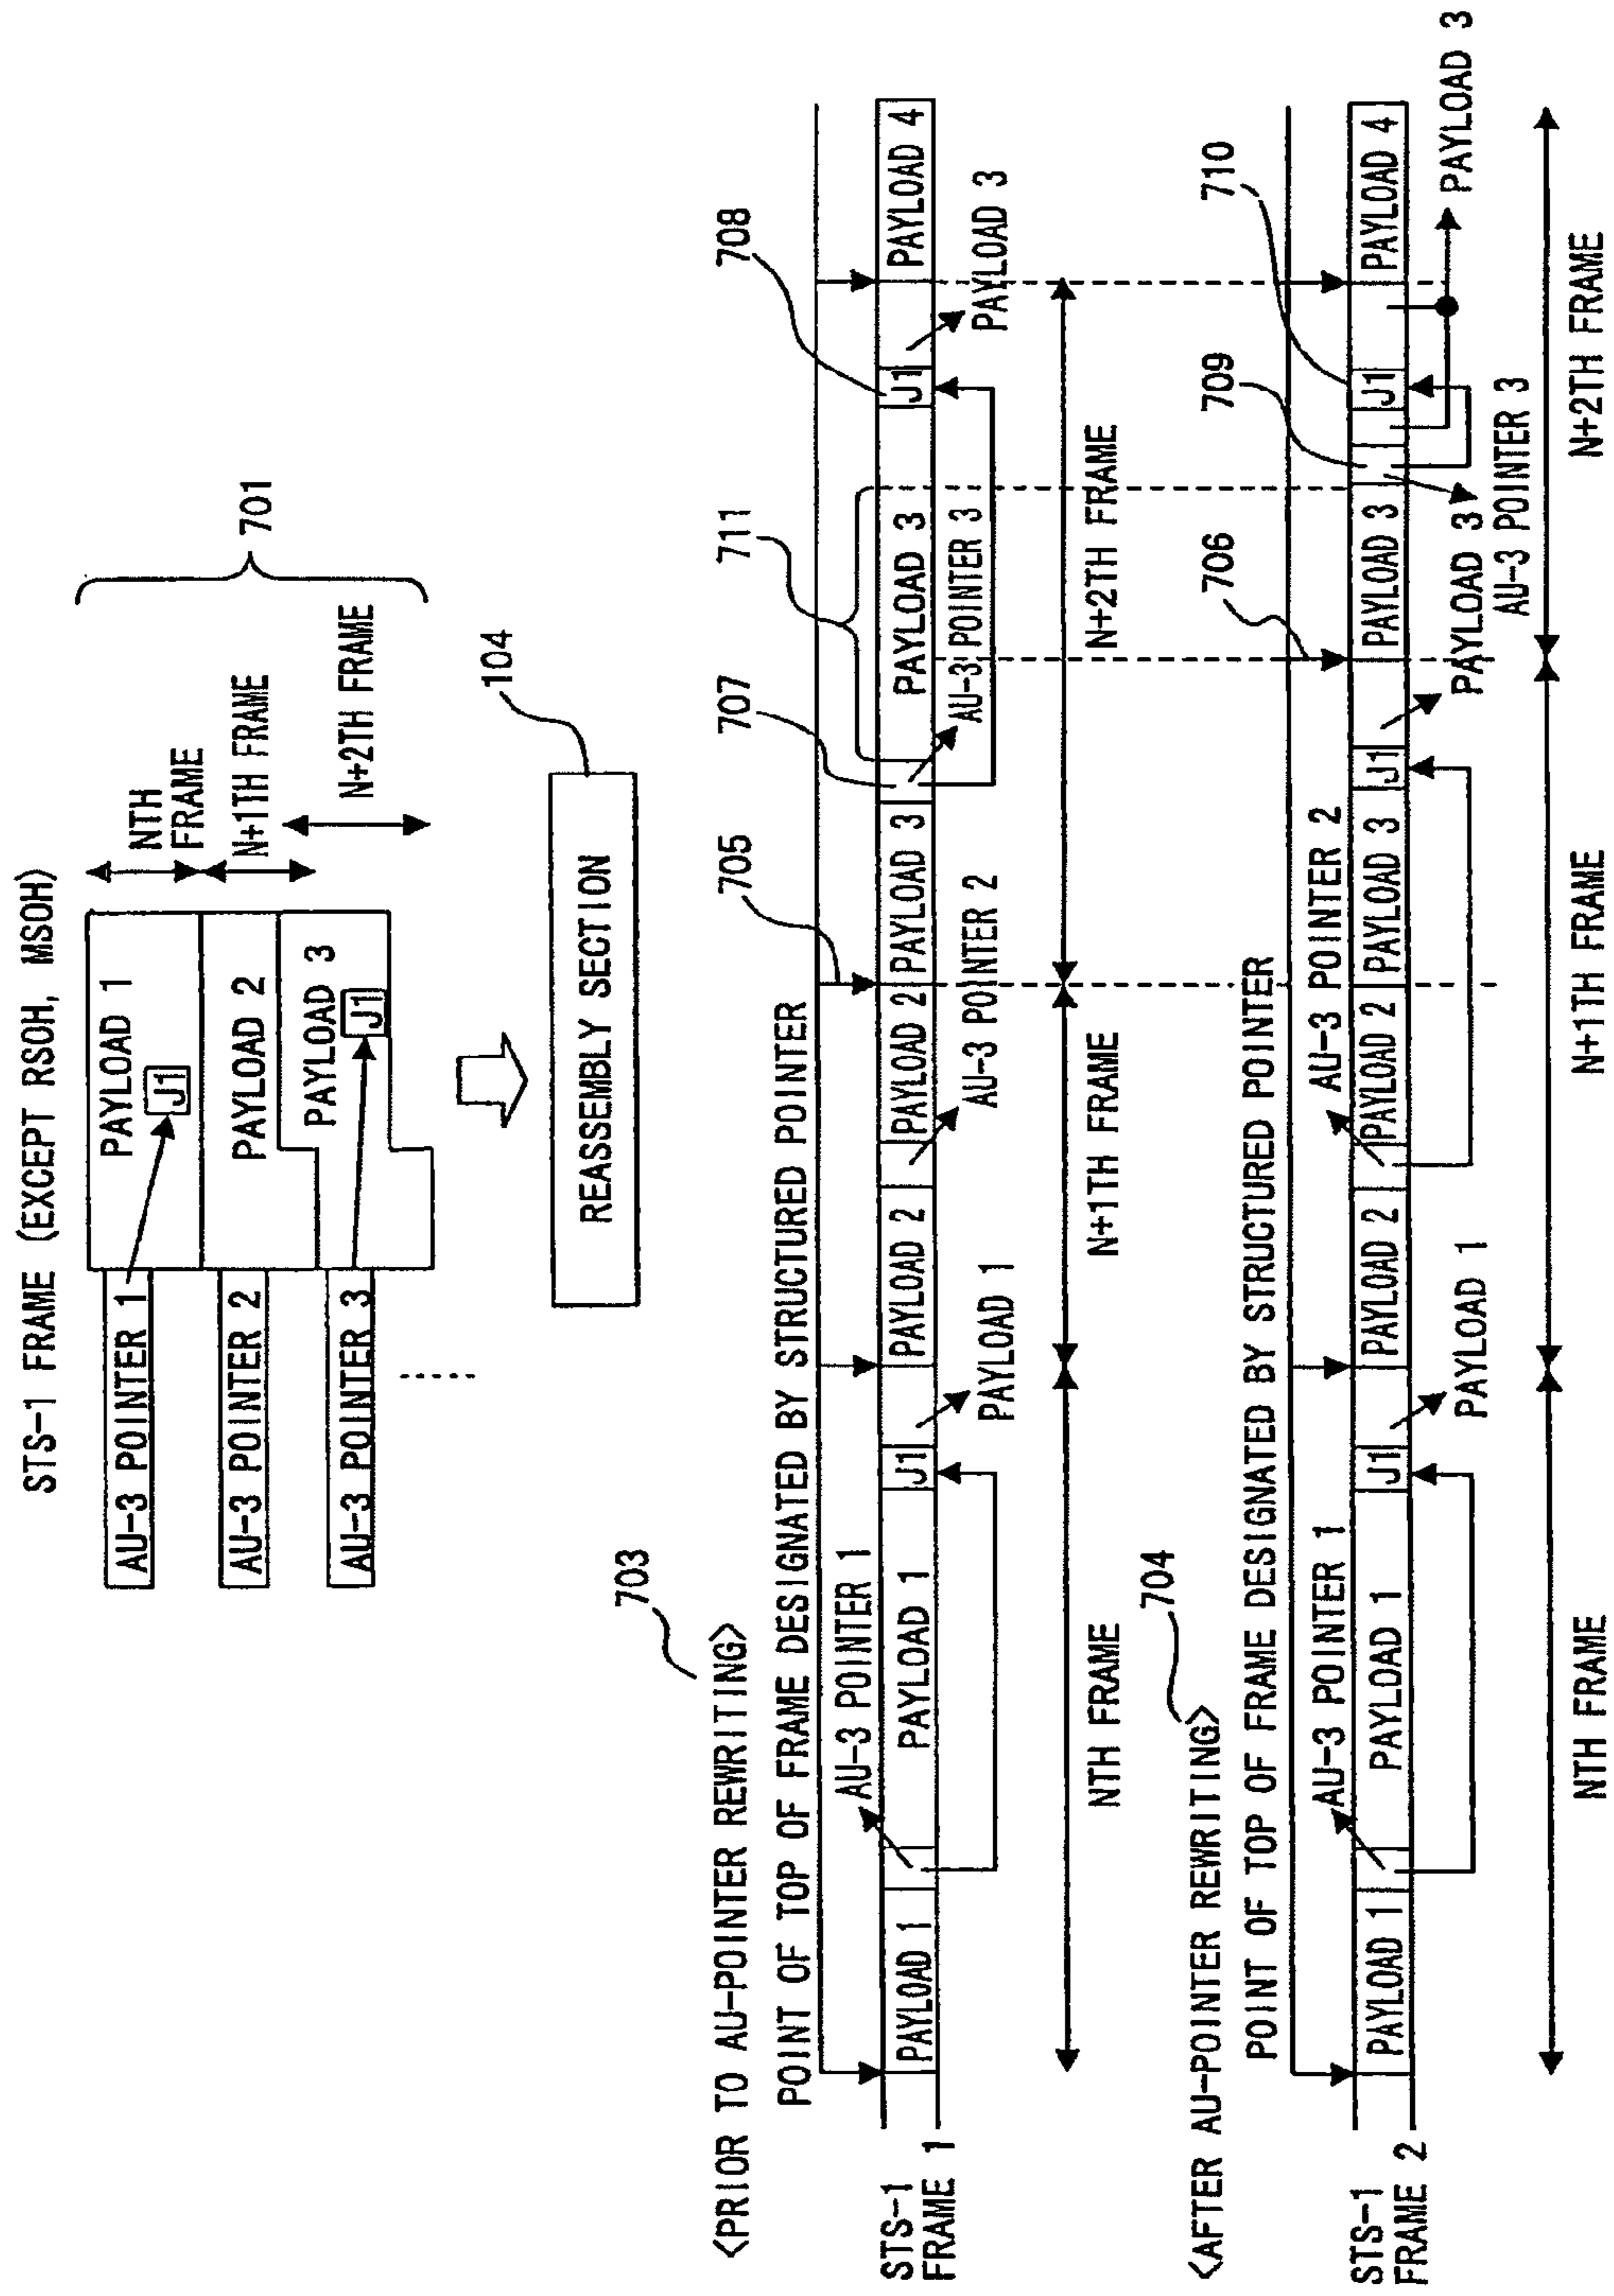 STS-1 FRAME (EXCEPT RSOH, MSOH)
AU-3 POINTER 1
PAYLOAD 1
J1
NTH
FRAME
AU-3 POINTER 2
PAYLOAD 2
N+1TH FRAME
AU-3 POINTER 3
PAYLOAD 3
J1
N+2TH FRAME
701
REASSEMBLY SECTION
104
703
<PRIOR TO AU-POINTER REWRITING>
POINT OF TOP OF FRAME DESIGNATED BY STRUCTURED POINTER
705
707
711
708
AU-3 POINTER 1
STS-1
FRAME 1
PAYLOAD 1
PAYLOAD 1
J1
PAYLOAD 2
PAYLOAD 2
PAYLOAD 3
PAYLOAD 3
J1
PAYLOAD 4
PAYLOAD 1
AU-3 POINTER 2
AU-3 POINTER 3
PAYLOAD 3
NTH FRAME
N+1TH FRAME
N+2TH FRAME
704
<AFTER AU-POINTER REWRITING>
POINT OF TOP OF FRAME DESIGNATED BY STRUCTURED POINTER
706
709
710
AU-3 POINTER 1
AU-3 POINTER 2
STS-1
FRAME 2
PAYLOAD 1
PAYLOAD 1
J1
PAYLOAD 2
PAYLOAD 2
PAYLOAD 3
J1
PAYLOAD 3
J1
PAYLOAD 4
PAYLOAD 1
PAYLOAD 3
AU-3 POINTER 3
PAYLOAD 3
NTH FRAME
N+1TH FRAME
N+2TH FRAME